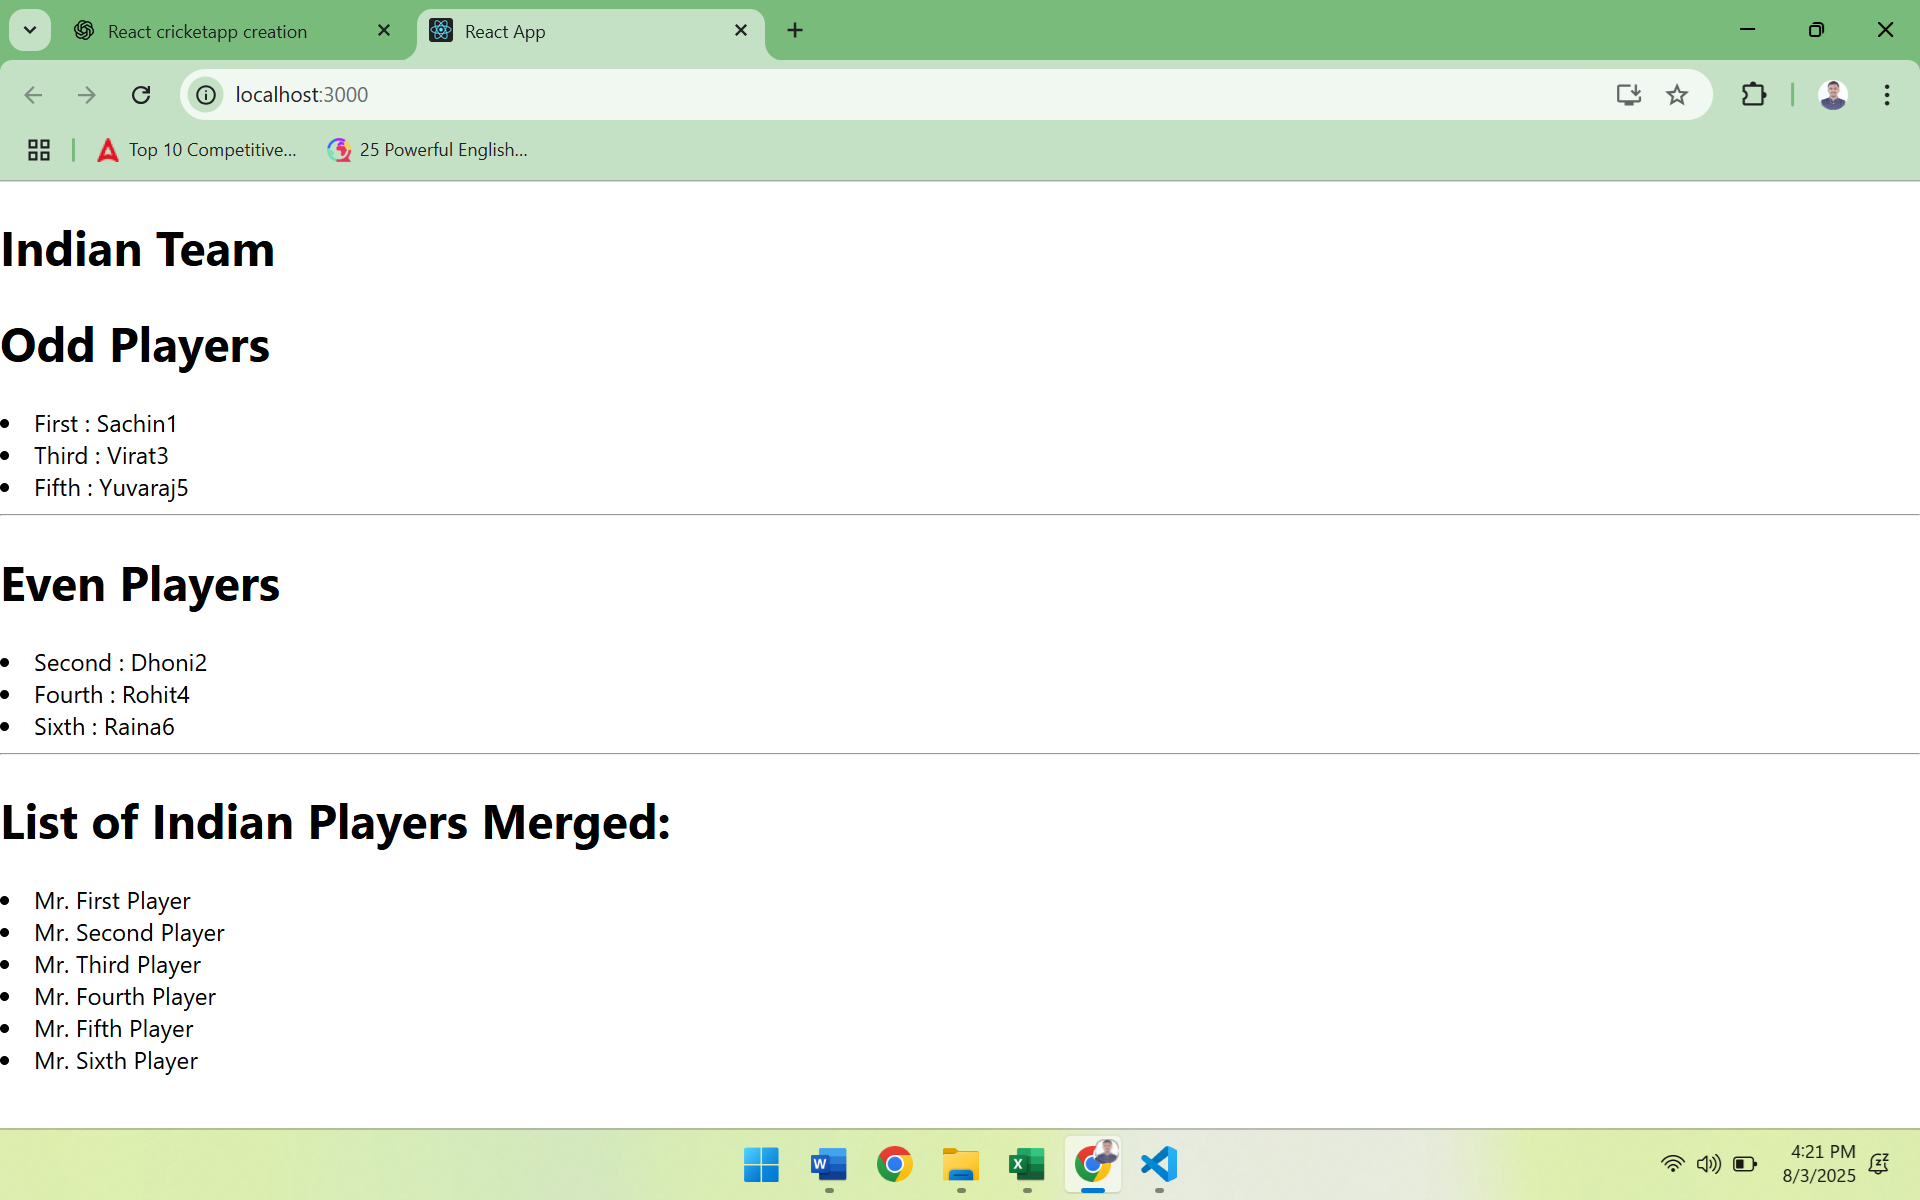 React cricketapp creation
React App
localhost:3000
Top 10 Competitive...
25 Powerful English...
Indian Team
Odd Players
First : Sachin1
Third : Virat3
Fifth : Yuvaraj5
Even Players
Second : Dhoni2
Fourth : Rohit4
Sixth : Raina6
List of Indian Players Merged:
Mr. First Player
Mr. Second Player
Mr. Third Player
Mr. Fourth Player
Mr. Fifth Player
Mr. Sixth Player
4:21 PM
8/3/2025